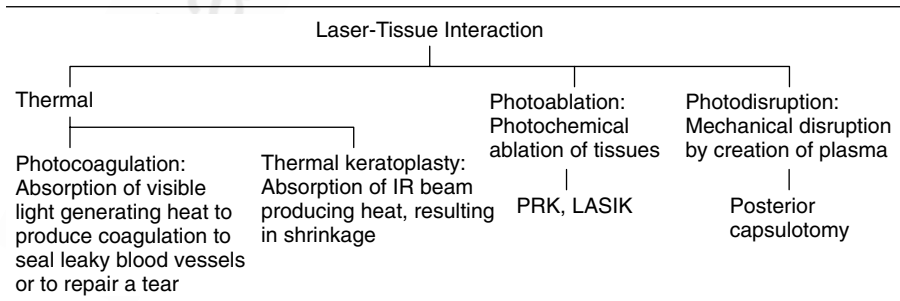 Laser-Tissue Interaction
Thermal
Photocoagulation:
Absorption of visible
light generating heat to
produce coagulation to
seal leaky blood vessels
or to repair a tear
Thermal keratoplasty:
Absorption of IR beam
producing heat, resulting
in shrinkage
Photoablation:
Photochemical
ablation of tissues
PRK, LASIK
Photodisruption:
Mechanical disruption
by creation of plasma
Posterior
capsulotomy